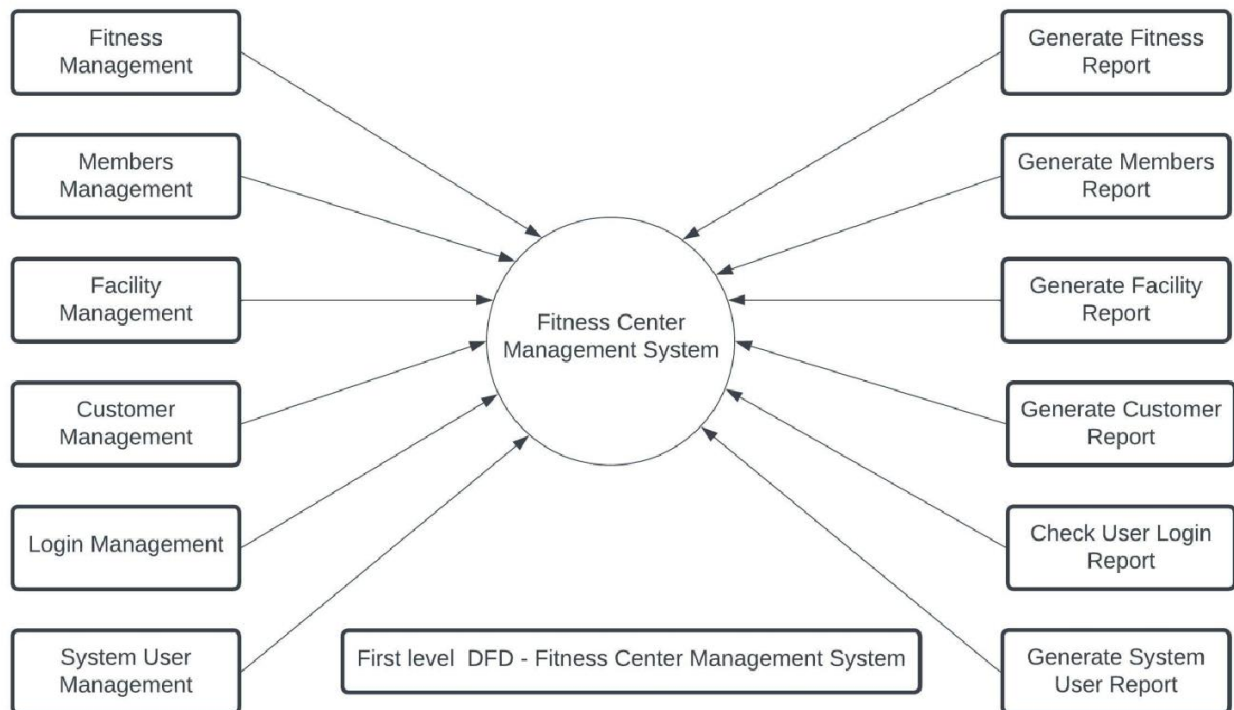 Fitness
Management
Members
Management
Facility
Management
Customer
Management
Login Management
System User
Management
Fitness Center
Management System
First level DFD - Fitness Center Management System
Generate Fitness
Report
Generate Members
Report
Generate Facility
Report
Generate Customer
Report
Check User Login
Report
Generate System
User Report